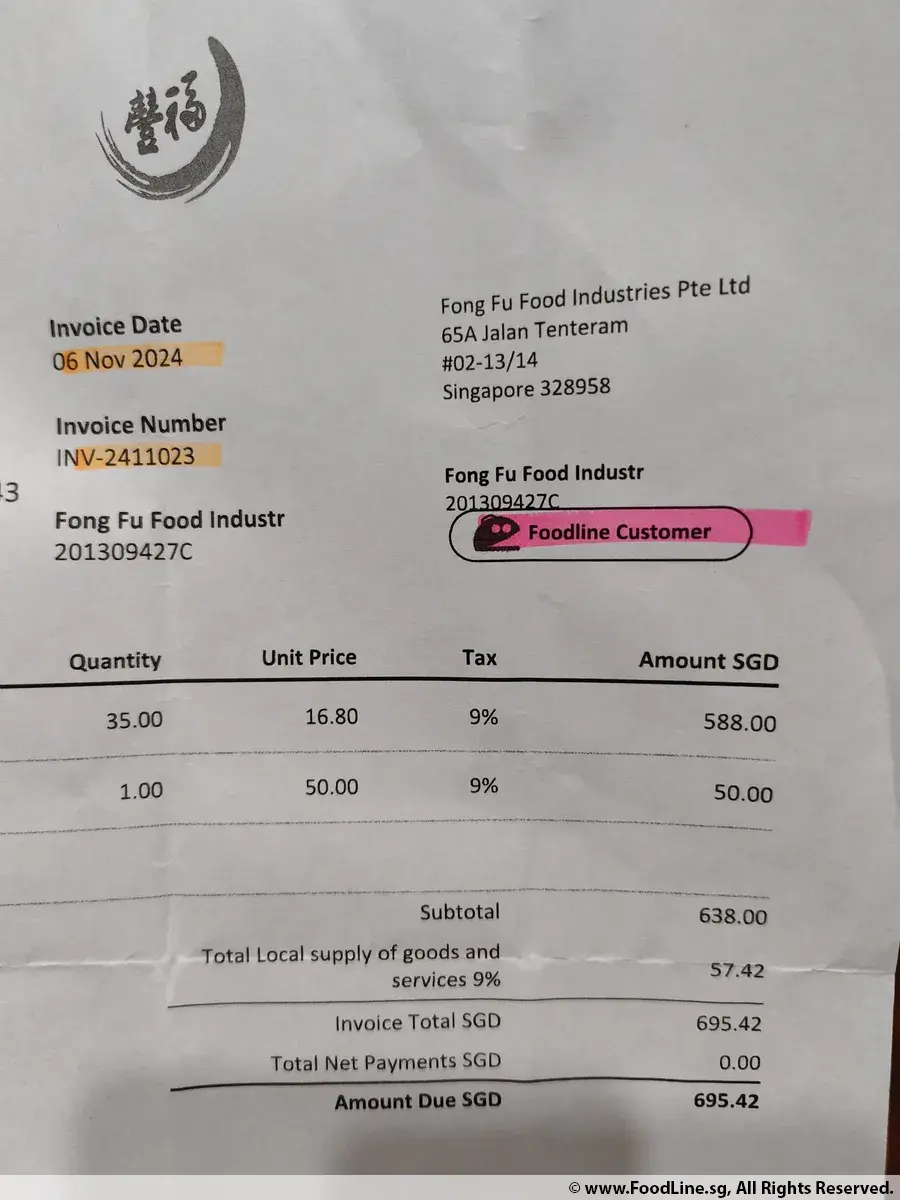 豐福
Fong Fu Food Industries Pte Ltd
65A Jalan Tenteram
#02-13/14
Singapore 328958
Invoice Date
06 Nov 2024
Invoice Number
INV-2411023
43
Fong Fu Food Industr
201309427C
Fong Fu Food Industr
201309427C
Foodline Customer
Quantity Unit Price Tax Amount SGD
35.00 16.80 9% 588.00
1.00 50.00 9% 50.00
Subtotal 638.00
Total Local supply of goods and
services 9% 57.42
Invoice Total SGD 695.42
Total Net Payments SGD 0.00
Amount Due SGD 695.42
© www.FoodLine.sg, All Rights Reserved.